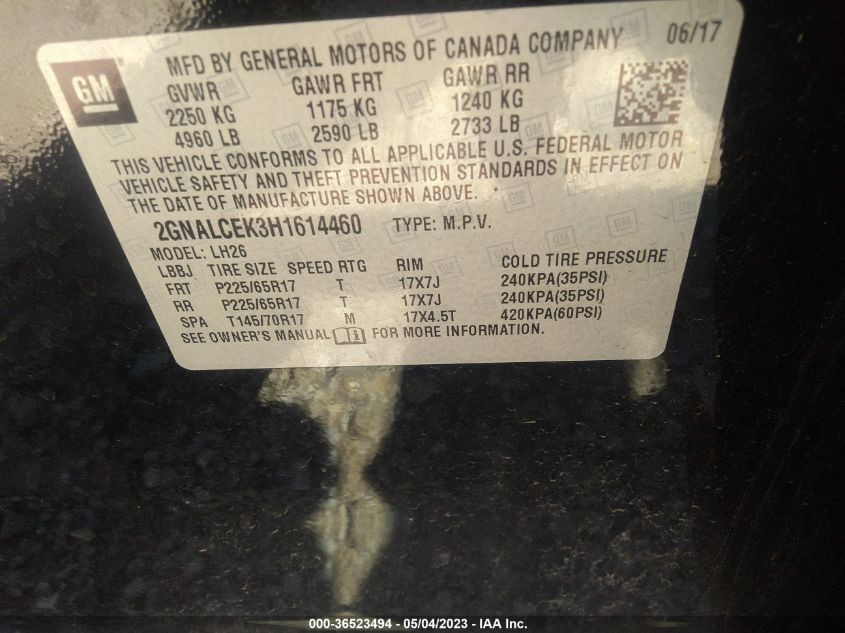 GM
MFD BY GENERAL MOTORS OF CANADA COMPANY 06/17
GVWR GAWR FRT GAWR RR
2250 KG 1175 KG 1240 KG
4960 LB 2590 LB 2733 LB
THIS VEHICLE CONFORMS TO ALL APPLICABLE U.S. FEDERAL MOTOR
VEHICLE SAFETY AND THEFT PREVENTION STANDARDS IN EFFECT ON
THE DATE OF MANUFACTURE SHOWN ABOVE.
2GNALCEK3H1614460 TYPE: M.P.V.
MODEL: LH26
LBBJ TIRE SIZE SPEED RTG RIM COLD TIRE PRESSURE
FRT P225/65R17 T 17X7J 240KPA(35PSI)
RR P225/65R17 T 17X7J 240KPA(35PSI)
SPA T145/70R17 M 17X4.5T 420KPA(60PSI)
SEE OWNER'S MANUAL FOR MORE INFORMATION.
000-36523494 - 05/04/2023 - IAA Inc.